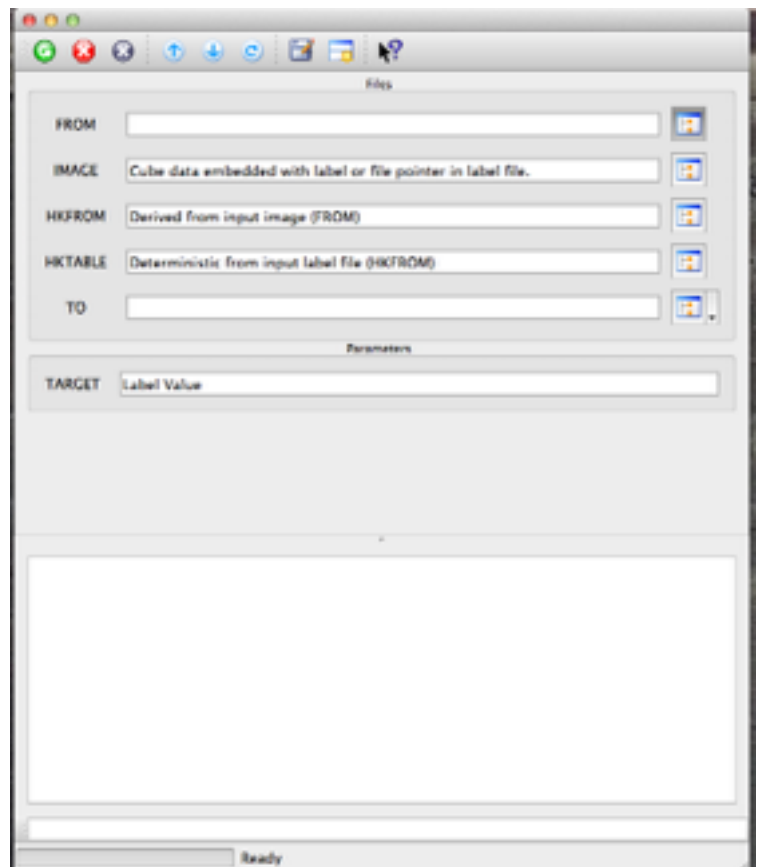 Files
FROM
IMAGE Cube data embedded with label or file pointer in label file.
HKFROM Derived from input image (FROM)
HKTABLE Deterministic from input label file (HKFROM)
TO
Parameters
TARGET Label Value
Ready